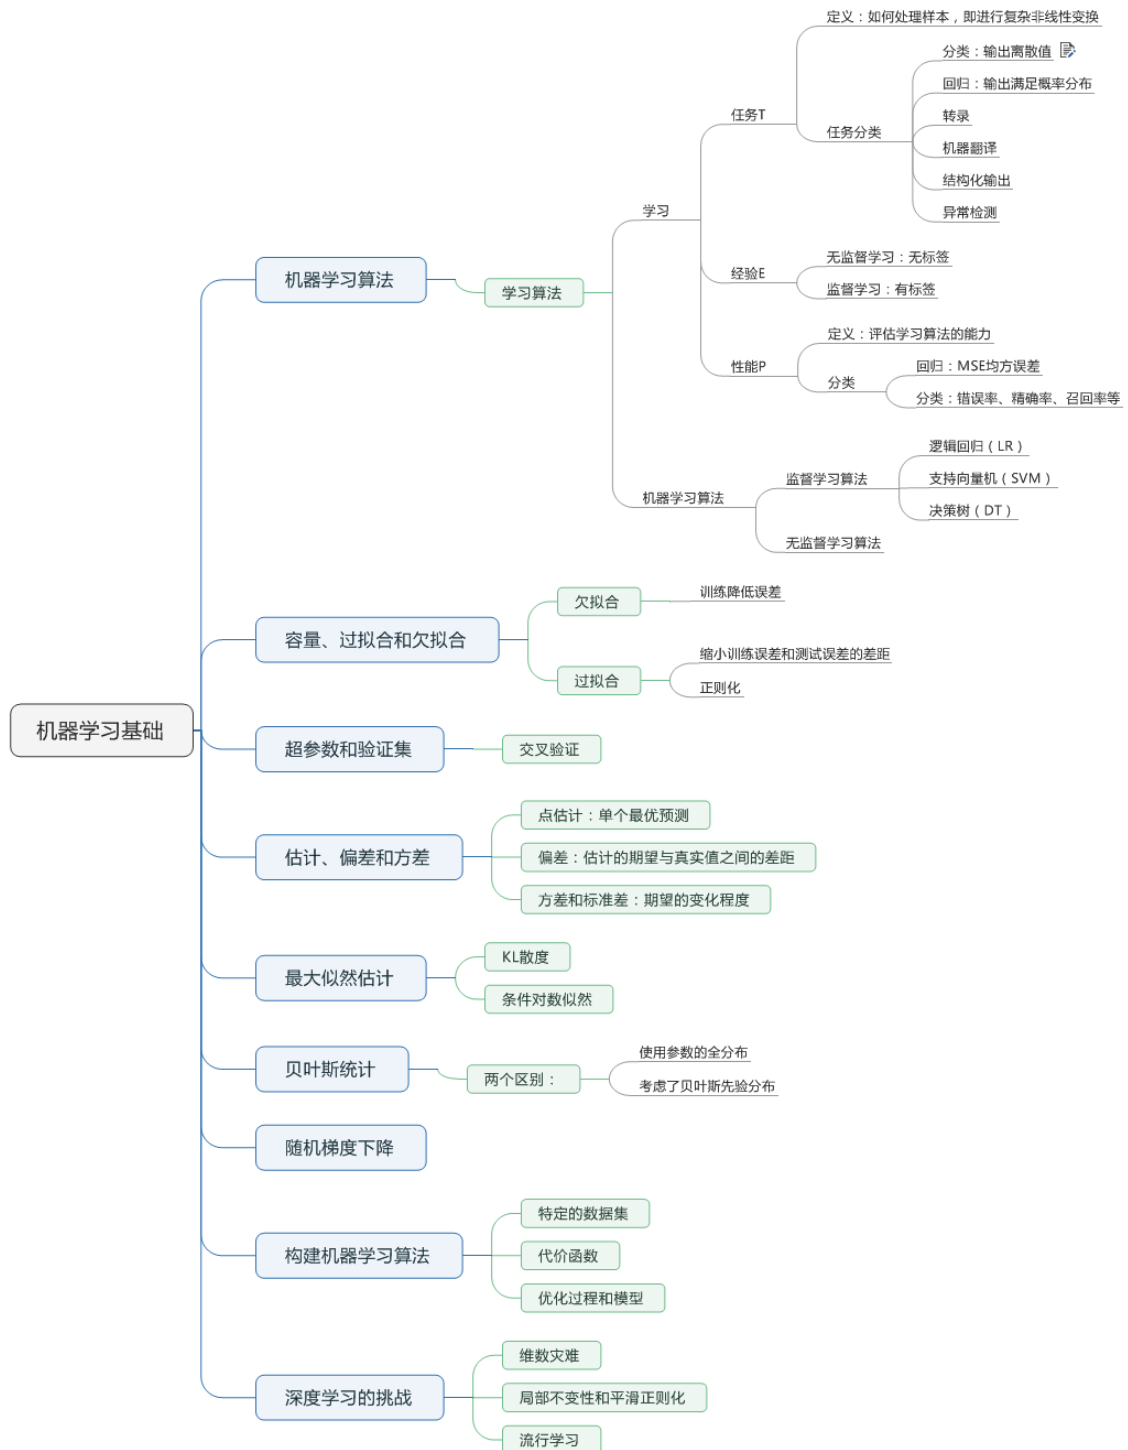 机器学习基础
机器学习算法
学习算法
学习
任务T
定义：如何处理样本，即进行复杂非线性变换
任务分类
分类：输出离散值
回归：输出满足概率分布
转录
机器翻译
结构化输出
异常检测
经验E
无监督学习：无标签
监督学习：有标签
性能P
定义：评估学习算法的能力
分类
回归：MSE均方误差
分类：错误率、精确率、召回率等
机器学习算法
监督学习算法
逻辑回归（LR）
支持向量机（SVM）
决策树（DT）
无监督学习算法
容量、过拟合和欠拟合
欠拟合
训练降低误差
过拟合
缩小训练误差和测试误差的差距
正则化
超参数和验证集
交叉验证
估计、偏差和方差
点估计：单个最优预测
偏差：估计的期望与真实值之间的差距
方差和标准差：期望的变化程度
最大似然估计
KL散度
条件对数似然
贝叶斯统计
两个区别：
使用参数的全分布
考虑了贝叶斯先验分布
随机梯度下降
构建机器学习算法
特定的数据集
代价函数
优化过程和模型
深度学习的挑战
维数灾难
局部不变性和平滑正则化
流行学习